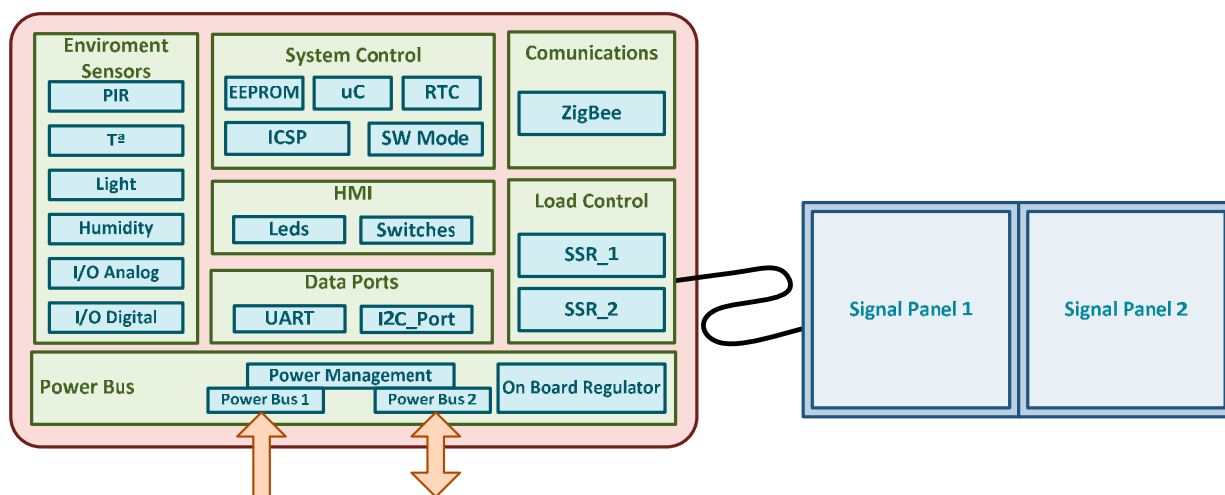 Enviroment
Sensors
PIR
Tª
Light
Humidity
I/O Analog
I/O Digital
System Control
EEPROM
uC
RTC
ICSP
SW Mode
HMI
Leds
Switches
Data Ports
UART
I2C_Port
Comunications
ZigBee
Load Control
SSR_1
SSR_2
Power Bus
Power Management
Power Bus 1
Power Bus 2
On Board Regulator
Signal Panel 1
Signal Panel 2